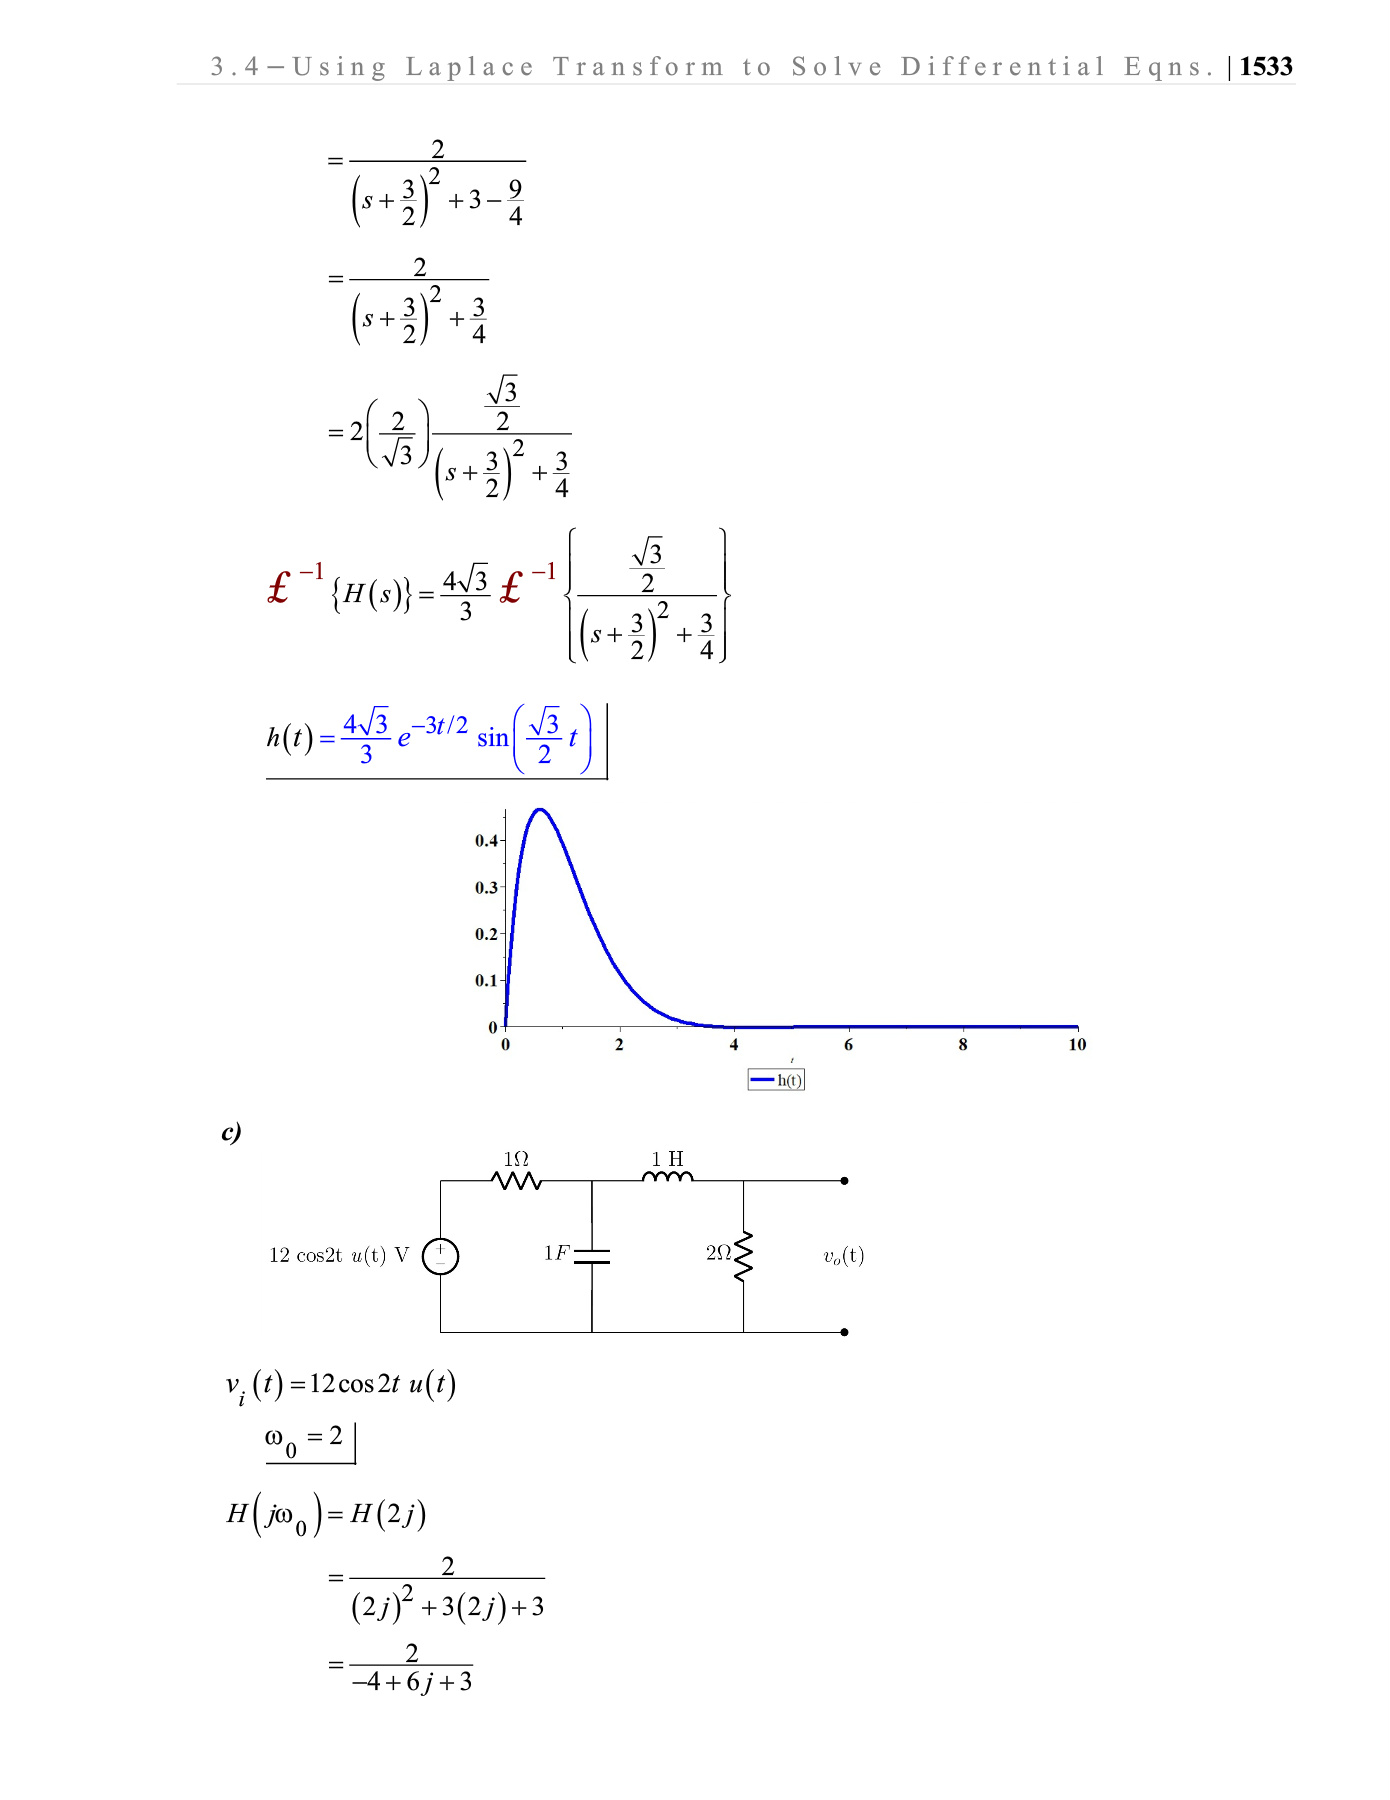 3.4–Using Laplace Transform to Solve Differential Eqns. | 1533
= 2 / ((s + 3/2)^2 + 3 − 9/4)
= 2 / ((s + 3/2)^2 + 3/4)
= 2(2/√3) (√3/2) / ((s + 3/2)^2 + 3/4)
£^−1 {H(s)} = 4√3/3 £^−1 {(√3/2) / ((s + 3/2)^2 + 3/4)}
h(t) = 4√3/3 e^−3t/2 sin(√3/2 t)
0.4
0.3
0.2
0.1
0
0 2 4 6 8 10
t
h(t)
c)
1Ω 1 H
12 cos2t u(t) V + − 1F 2Ω v_o(t)
v_i(t) = 12 cos 2t u(t)
ω_0 = 2
H(jω_0) = H(2j)
= 2 / ((2j)^2 + 3(2j) + 3)
= 2 / (−4 + 6j + 3)